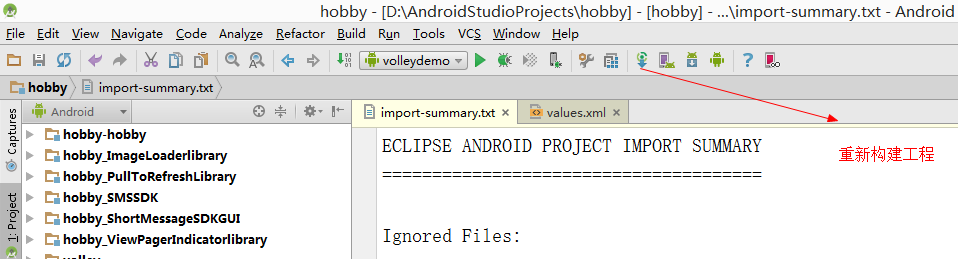 hobby - [D:\AndroidStudioProjects\hobby] - [hobby] - ...\import-summary.txt - Android
File Edit View Navigate Code Analyze Refactor Build Run Tools VCS Window Help
volleydemo
hobby import-summary.txt
Captures
1: Project
Android
import-summary.txt values.xml
hobby-hobby
hobby_ImageLoaderlibrary
hobby_PullToRefreshLibrary
hobby_SMSSDK
hobby_ShortMessageSDKGUI
hobby_ViewPagerIndicatorlibrary
ECLIPSE ANDROID PROJECT IMPORT SUMMARY
======================================
Ignored Files:
重新构建工程